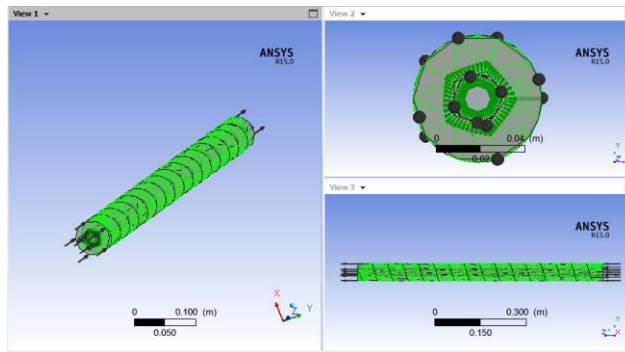 View 1
ANSYS
R15.0
0 0.100 (m)
0.050
X
Z
Y
View 2
ANSYS
R15.0
0 0.04 (m)
0.02
Y
Z
View 3
ANSYS
R15.0
0 0.300 (m)
0.150
Y
Z